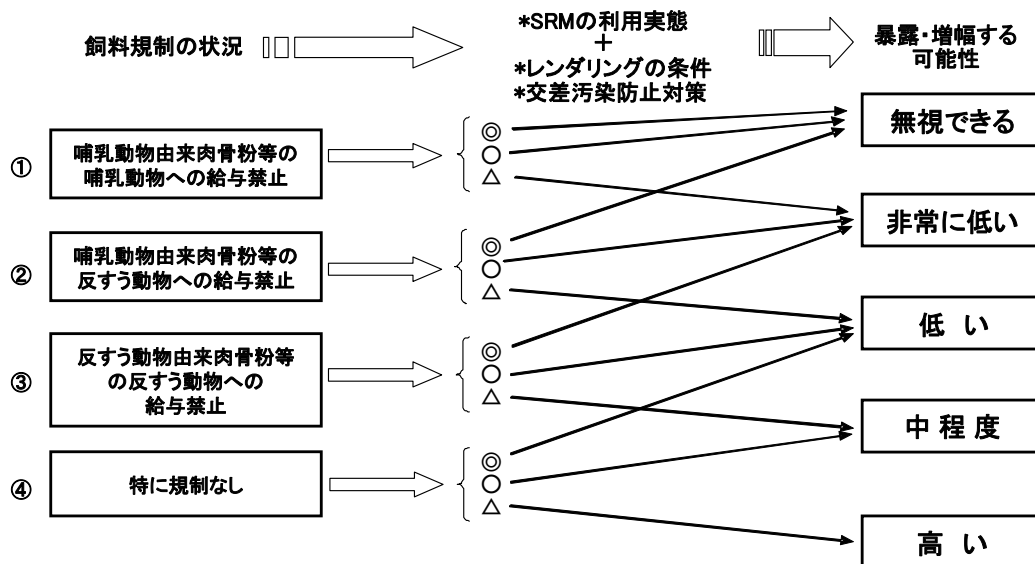 飼料規制の状況
*SRMの利用実態
+
*レンダリングの条件
*交差汚染防止対策
暴露・増幅する
可能性
①
哺乳動物由来肉骨粉等の
哺乳動物への給与禁止
◎
○
△
無視できる
②
哺乳動物由来肉骨粉等の
反すう動物への給与禁止
◎
○
△
非常に低い
③
反すう動物由来肉骨粉等
の反すう動物への
給与禁止
◎
○
△
低 い
④
特に規制なし
◎
○
△
中 程 度
高 い